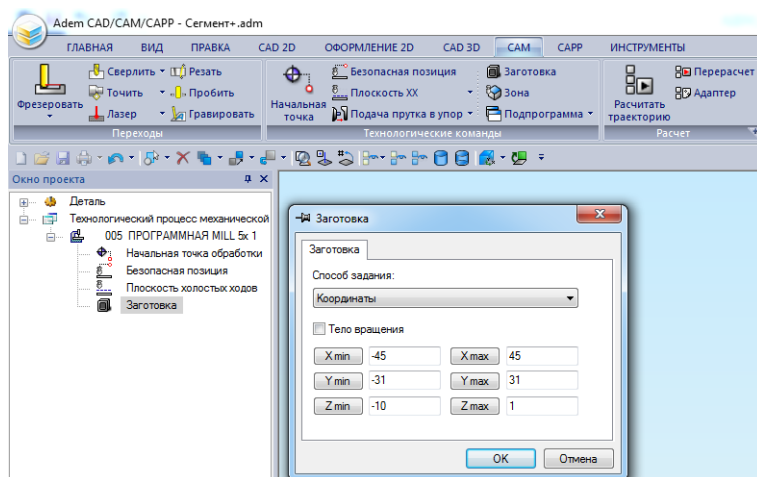 Adem CAD/CAM/CAPP - Сегмент+.adm
ГЛАВНАЯ ВИД ПРАВКА CAD 2D ОФОРМЛЕНИЕ 2D CAD 3D CAM CAPP ИНСТРУМЕНТЫ
Фрезеровать
Сверлить Резать
Точить Пробить
Лазер Гравировать
Переходы
Начальная точка
Безопасная позиция Заготовка
Плоскость XX Зона
Подача прутка в упор Подпрограмма
Технологические команды
Расчитать траекторию
Перерасчет
Адаптер
Расчет
Окно проекта
Деталь
Технологический процесс механической
005 ПРОГРАММНАЯ MILL 5x 1
Начальная точка обработки
Безопасная позиция
Плоскость холостых ходов
Заготовка
Заготовка
Заготовка
Способ задания:
Координаты
Тело вращения
X min -45 X max 45
Y min -31 Y max 31
Z min -10 Z max 1
OK Отмена